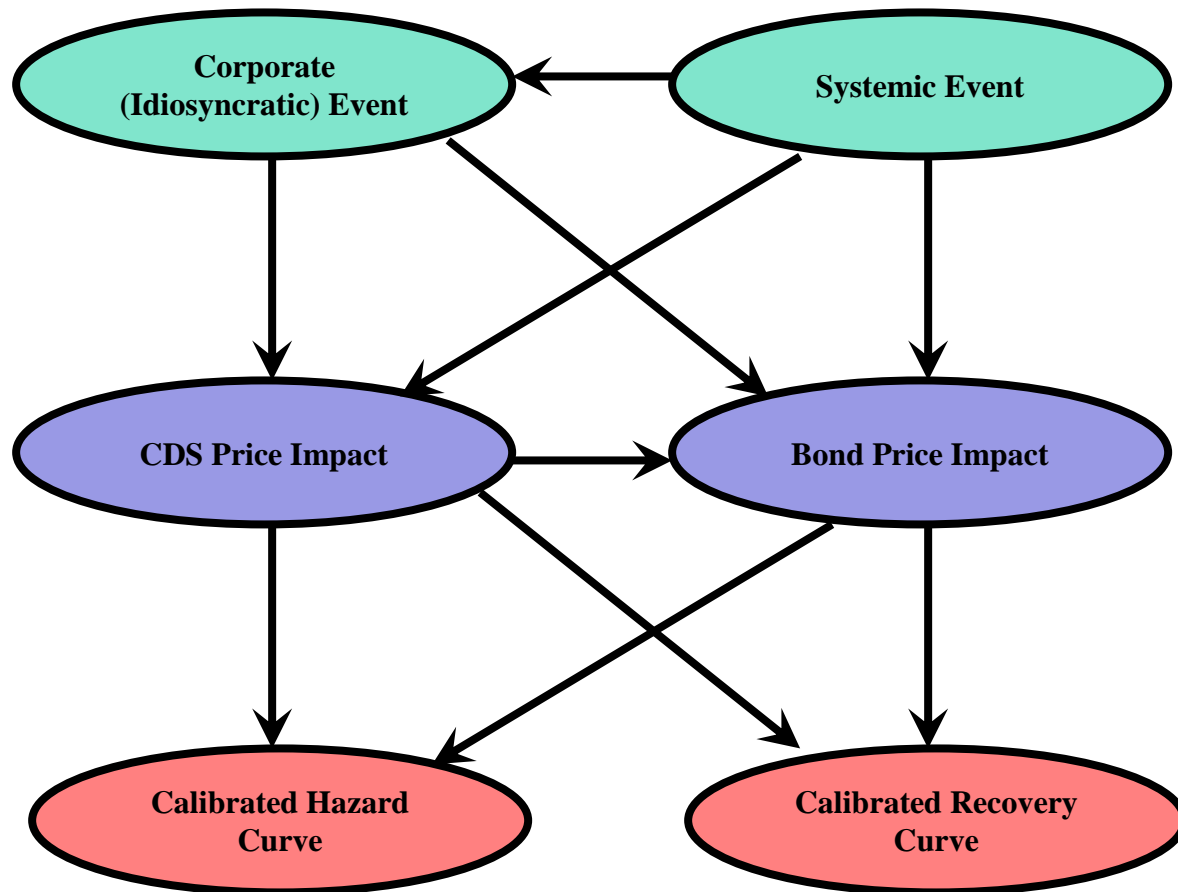 Corporate
(Idiosyncratic) Event
Systemic Event
CDS Price Impact
Bond Price Impact
Calibrated Hazard
Curve
Calibrated Recovery
Curve